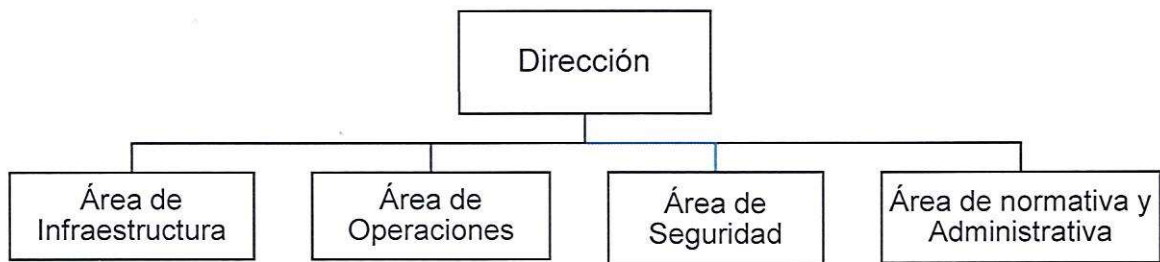 Dirección
Área de
Infraestructura
Área de
Operaciones
Área de
Seguridad
Área de normativa y
Administrativa